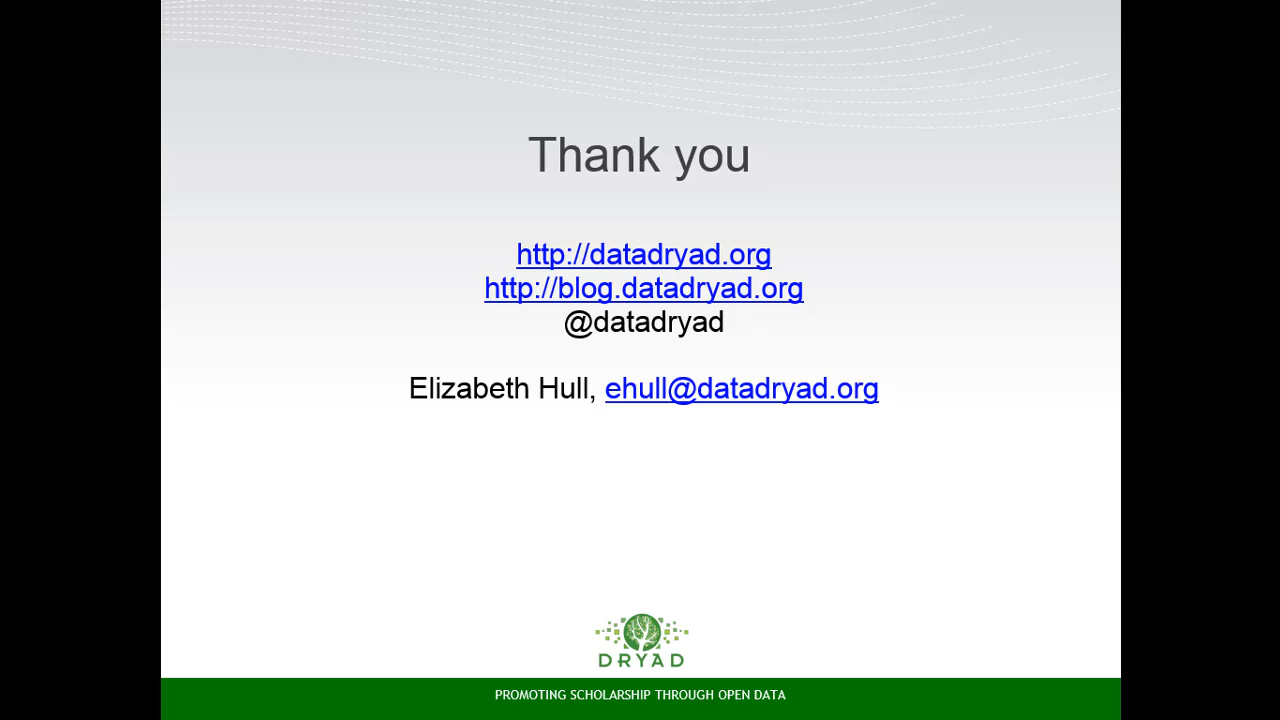 Thank you
http://datadryad.org
http://blog.datadryad.org
@datadryad
Elizabeth Hull, ehull@datadryad.org
DRYAD
PROMOTING SCHOLARSHIP THROUGH OPEN DATA